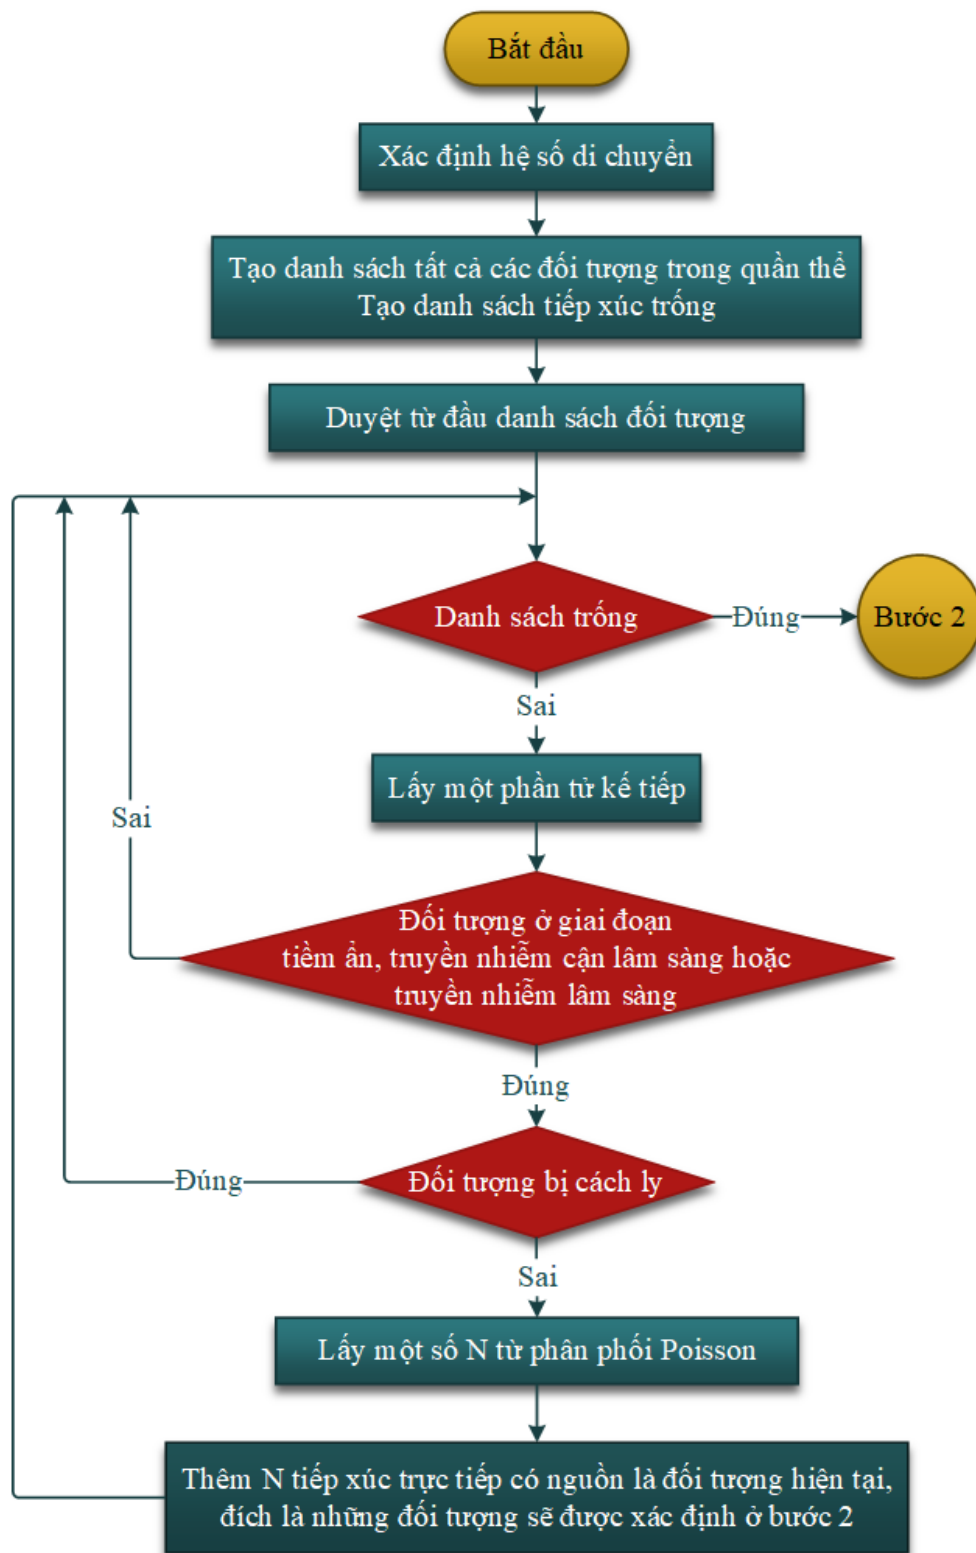 Bắt đầu
Xác định hệ số di chuyển
Tạo danh sách tất cả các đối tượng trong quần thể
Tạo danh sách tiếp xúc trống
Duyệt từ đầu danh sách đối tượng
Danh sách trống
Đúng
Bước 2
Sai
Lấy một phần tử kế tiếp
Sai
Đối tượng ở giai đoạn
tiềm ẩn, truyền nhiễm cận lâm sàng hoặc
truyền nhiễm lâm sàng
Đúng
Đúng
Đối tượng bị cách ly
Sai
Lấy một số N từ phân phối Poisson
Thêm N tiếp xúc trực tiếp có nguồn là đối tượng hiện tại,
đích là những đối tượng sẽ được xác định ở bước 2